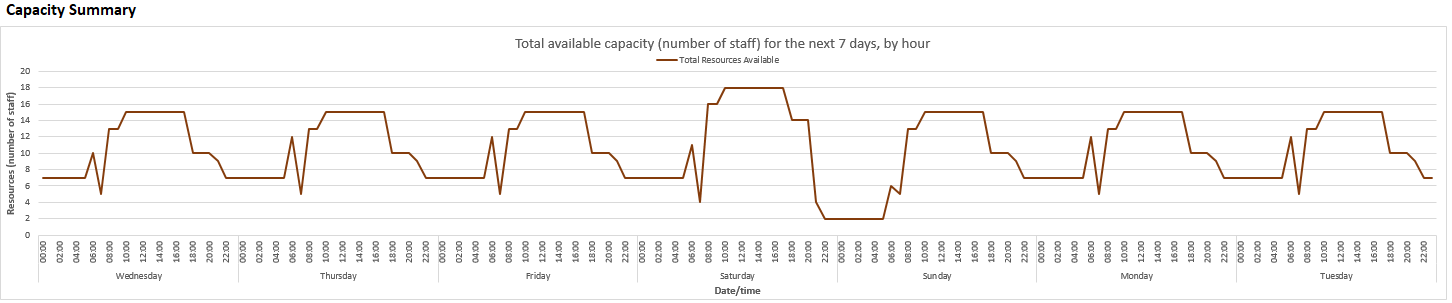 Capacity Summary
Total available capacity (number of staff) for the next 7 days, by hour
Total Resources Available
Resources (number of staff)
20
18
16
14
12
10
8
6
4
2
0
00:00 02:00 04:00 06:00 08:00 10:00 12:00 14:00 16:00 18:00 20:00 22:00 00:00 02:00 04:00 06:00 08:00 10:00 12:00 14:00 16:00 18:00 20:00 22:00 00:00 02:00 04:00 06:00 08:00 10:00 12:00 14:00 16:00 18:00 20:00 22:00 00:00 02:00 04:00 06:00 08:00 10:00 12:00 14:00 16:00 18:00 20:00 22:00 00:00 02:00 04:00 06:00 08:00 10:00 12:00 14:00 16:00 18:00 20:00 22:00 00:00 02:00 04:00 06:00 08:00 10:00 12:00 14:00 16:00 18:00 20:00 22:00 00:00 02:00 04:00 06:00 08:00 10:00 12:00 14:00 16:00 18:00 20:00 22:00
Wednesday Thursday Friday Saturday Sunday Monday Tuesday
Date/time